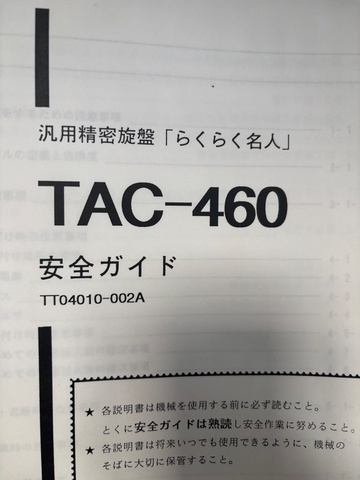 汎用精密旋盤「らくらく名人」
TAC-460
安全ガイド
TT04010-002A
★ 各説明書は機械を使用する前に必ず読むこと。
とくに安全ガイドは熟読し安全作業に努めること。
★ 各説明書は将来いつでも使用できるように、機械の
そばに大切に保管すること。